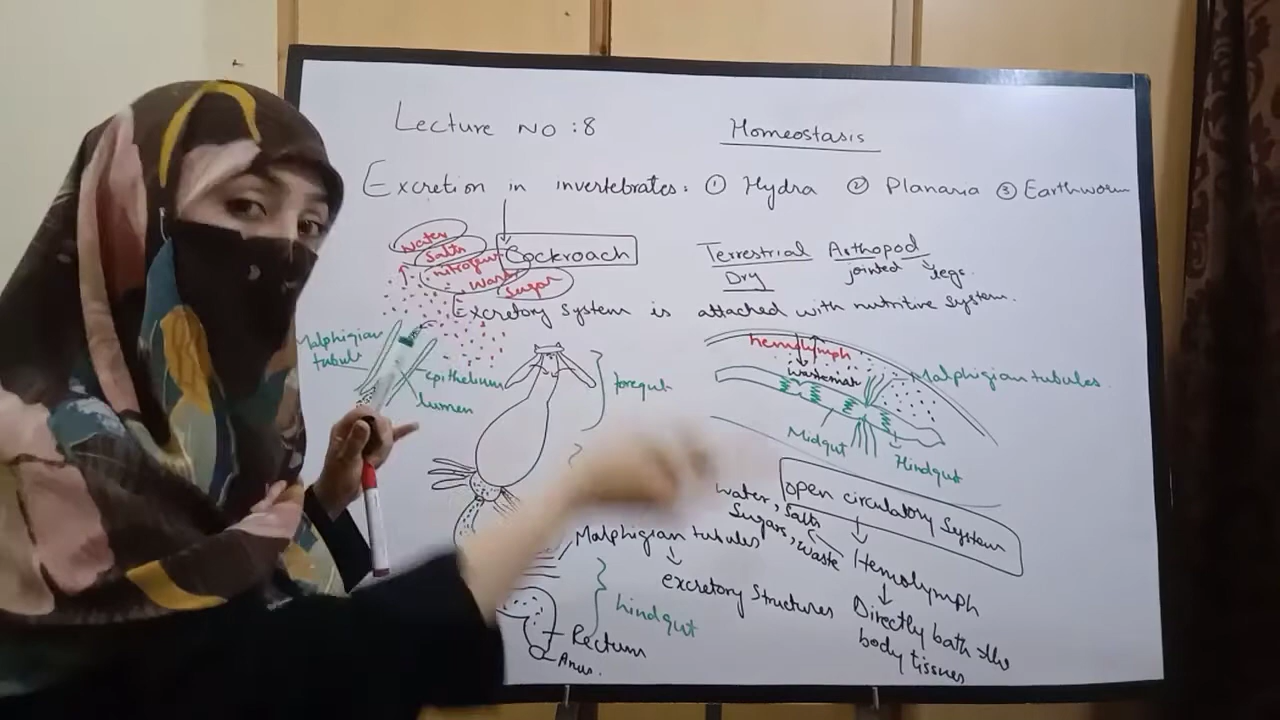 Lecture No : 8
Homeostasis
Excretion in invertebrates: ① Hydra ② Planaria ③ Earthworm
Water
Salts
nitrogen
Waste
Sugar
Cockroach
Terrestrial Arthopod
Dry
jointed legs
Excretory system is attached with nutritive system.
Malphigian
tubule
epithelium
lumen
foregut
hemolymph
Malphigian tubules
Midgut
Hindgut
open circulatory System
water, Salts
Sugars, waste
Hemolymph
Directly bath the
body tissues
Malphigian tubules
excretory Structures
hindgut
Rectum
Anus.